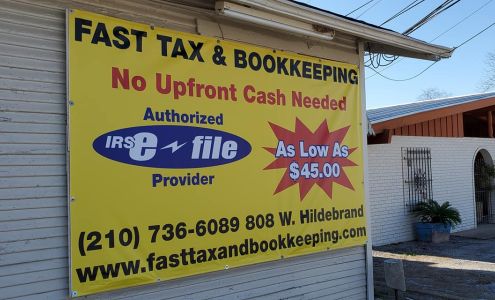 FAST TAX & BOOKKEEPING
No Upfront Cash Needed
Authorized
IRS e file
Provider
As Low As
$45.00
(210) 736-6089 808 W. Hildebrand
www.fasttaxandbookkeeping.com